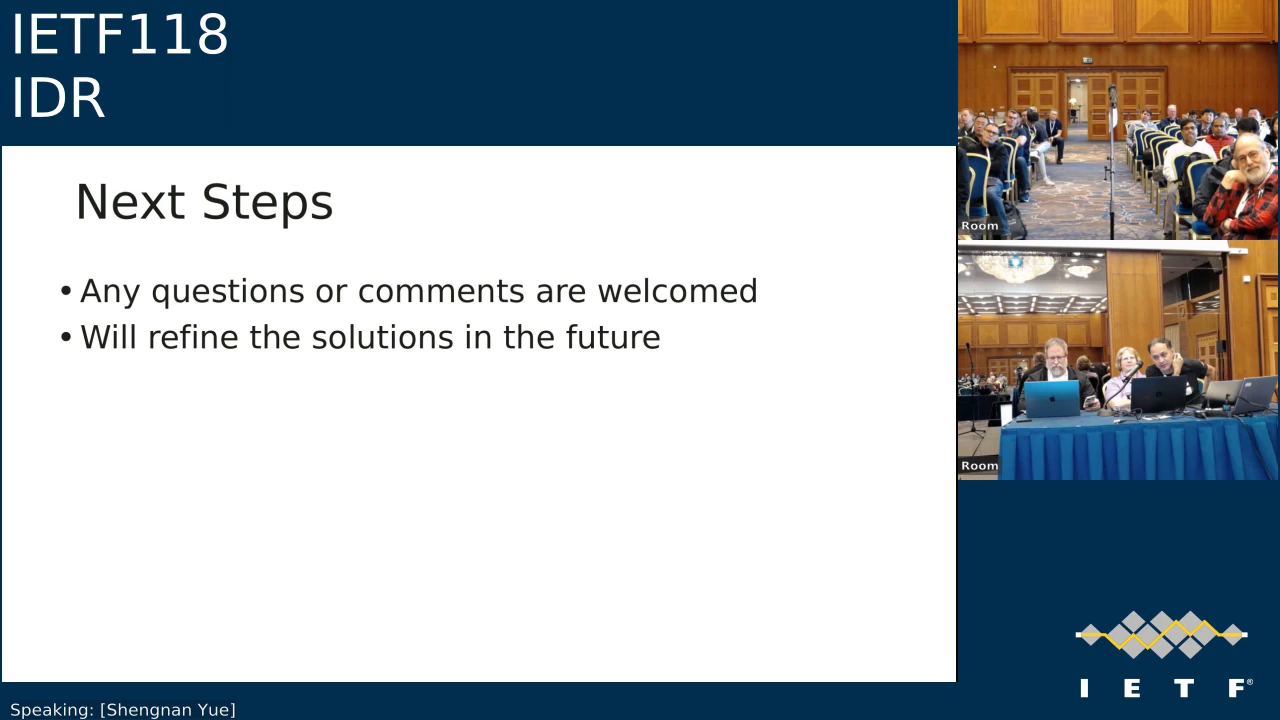 IETF118
IDR
Next Steps
• Any questions or comments are welcomed
• Will refine the solutions in the future
Room
Room
I E T F®
Speaking: [Shengnan Yue]